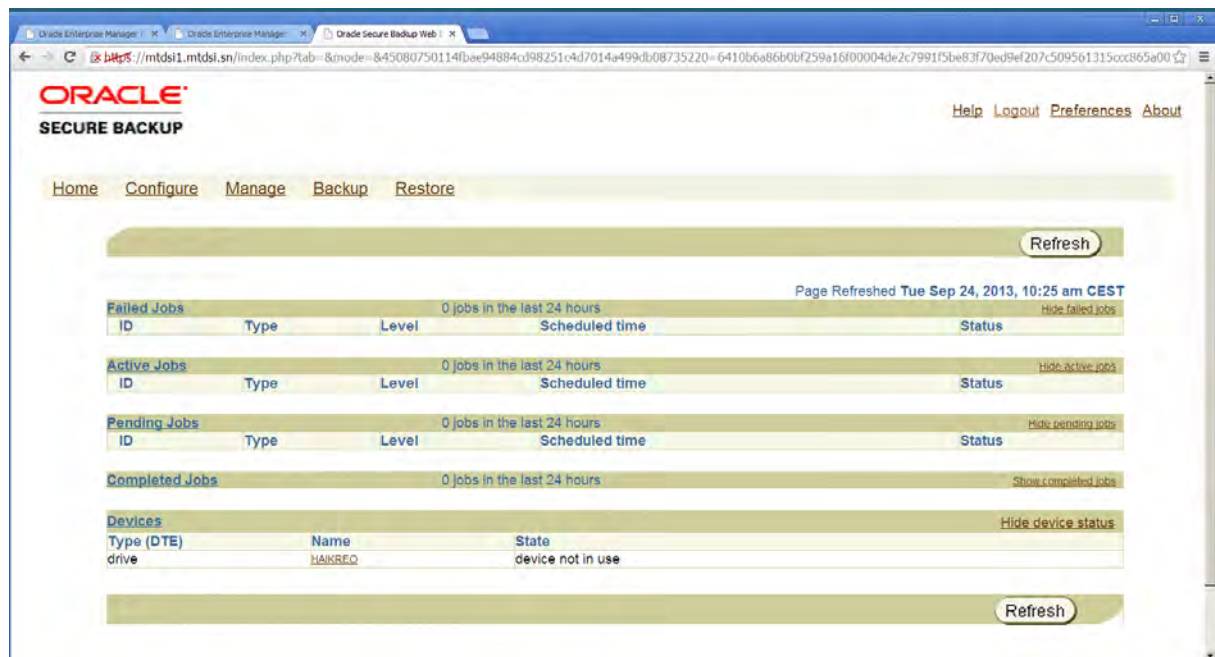 Oracle Enterprise Manager Oracle Enterprise Manager Oracle Secure Backup Web I
https://mtdsi1.mtdsi.sn/index.php?tab=&mode=&45080750114fbae94884cd98251c4d7014a499db08735220=6410b6a86b0bf259a16f00004de2c7991f5be83f70ed9ef207c509561315ccc865a00
ORACLE
SECURE BACKUP
Help Logout Preferences About
Home Configure Manage Backup Restore
Refresh
Page Refreshed Tue Sep 24, 2013, 10:25 am CEST
Failed Jobs 0 jobs in the last 24 hours Hide failed jobs
ID Type Level Scheduled time Status
Active Jobs 0 jobs in the last 24 hours Hide active jobs
ID Type Level Scheduled time Status
Pending Jobs 0 jobs in the last 24 hours Hide pending jobs
ID Type Level Scheduled time Status
Completed Jobs 0 jobs in the last 24 hours Show completed jobs
Devices Hide device status
Type (DTE) Name State
drive HAIKREO device not in use
Refresh